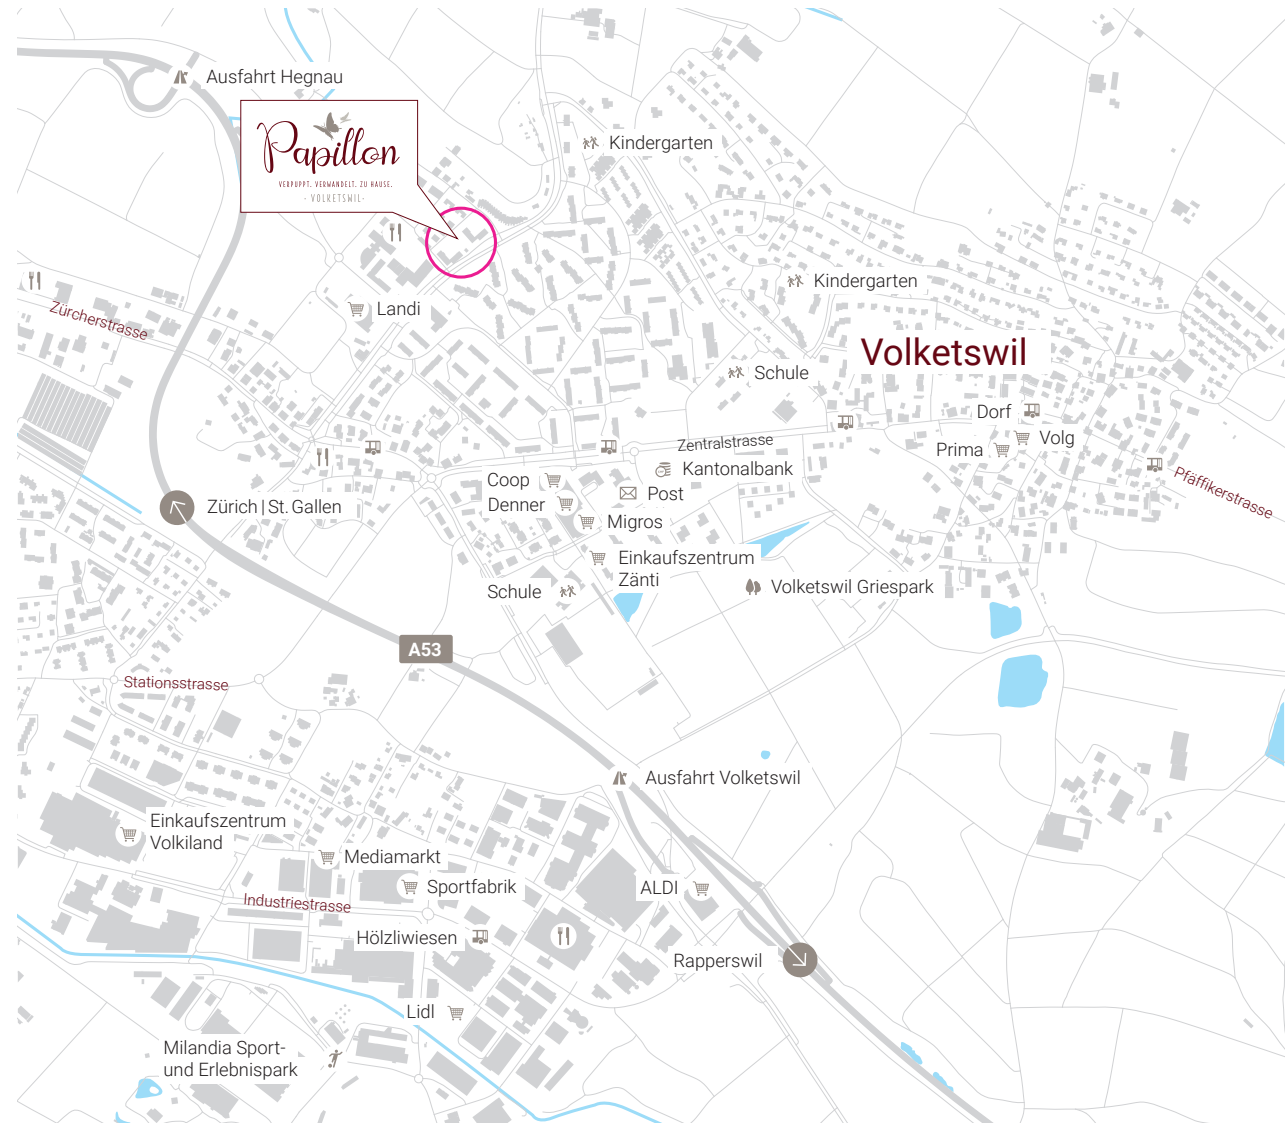 Ausfahrt Hegnau
Papillon
VERPUPPT. VERWANDELT. ZU HAUSE.
· VOLKETSWIL·
Kindergarten
Kindergarten
Zürcherstrasse
Landi
Volketswil
Schule
Dorf
Volg
Prima
Zentralstrasse
Kantonalbank
Coop
Denner
Post
Pfäffikerstrasse
Zürich | St. Gallen
Migros
Einkaufszentrum
Zänti
Schule
Volketswil Griespark
A53
Stationsstrasse
Ausfahrt Volketswil
Einkaufszentrum
Volkiland
Mediamarkt
Sportfabrik
ALDI
Industriestrasse
Hölzliwiesen
Rapperswil
Lidl
Milandia Sport-
und Erlebnispark